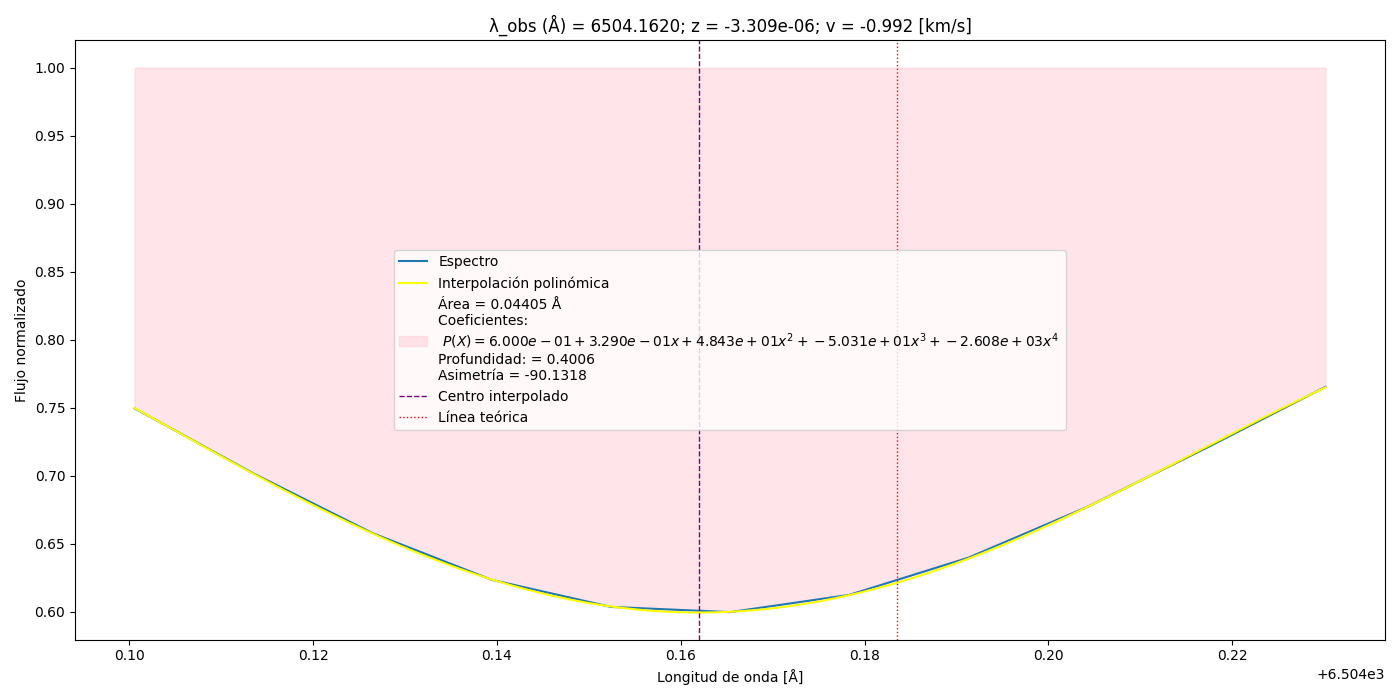 λ_obs (Å) = 6504.1620; z = -3.309e-06; v = -0.992 [km/s]
Flujo normalizado
1.00
0.95
0.90
0.85
0.80
0.75
0.70
0.65
0.60
Espectro
Interpolación polinómica
Área = 0.04405 Å
Coeficientes:
P(X) = 6.000e − 01 + 3.290e − 01x + 4.843e + 01x² + − 5.031e + 01x³ + − 2.608e + 03x⁴
Profundidad: = 0.4006
Asimetría = -90.1318
Centro interpolado
Línea teórica
0.10 0.12 0.14 0.16 0.18 0.20 0.22
Longitud de onda [Å]
+6.504e3